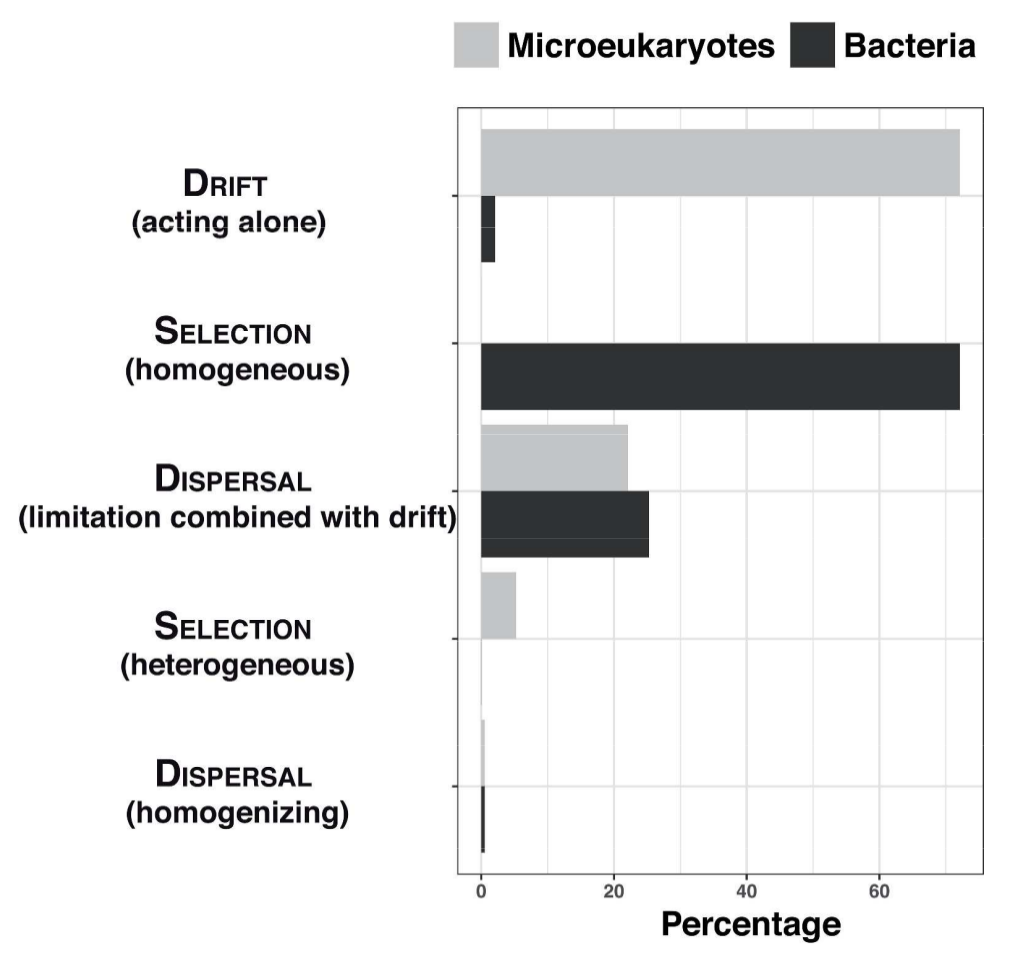 Microeukaryotes Bacteria
DRIFT
(acting alone)
SELECTION
(homogeneous)
DISPERSAL
(limitation combined with drift)
SELECTION
(heterogeneous)
DISPERSAL
(homogenizing)
0 20 40 60
Percentage